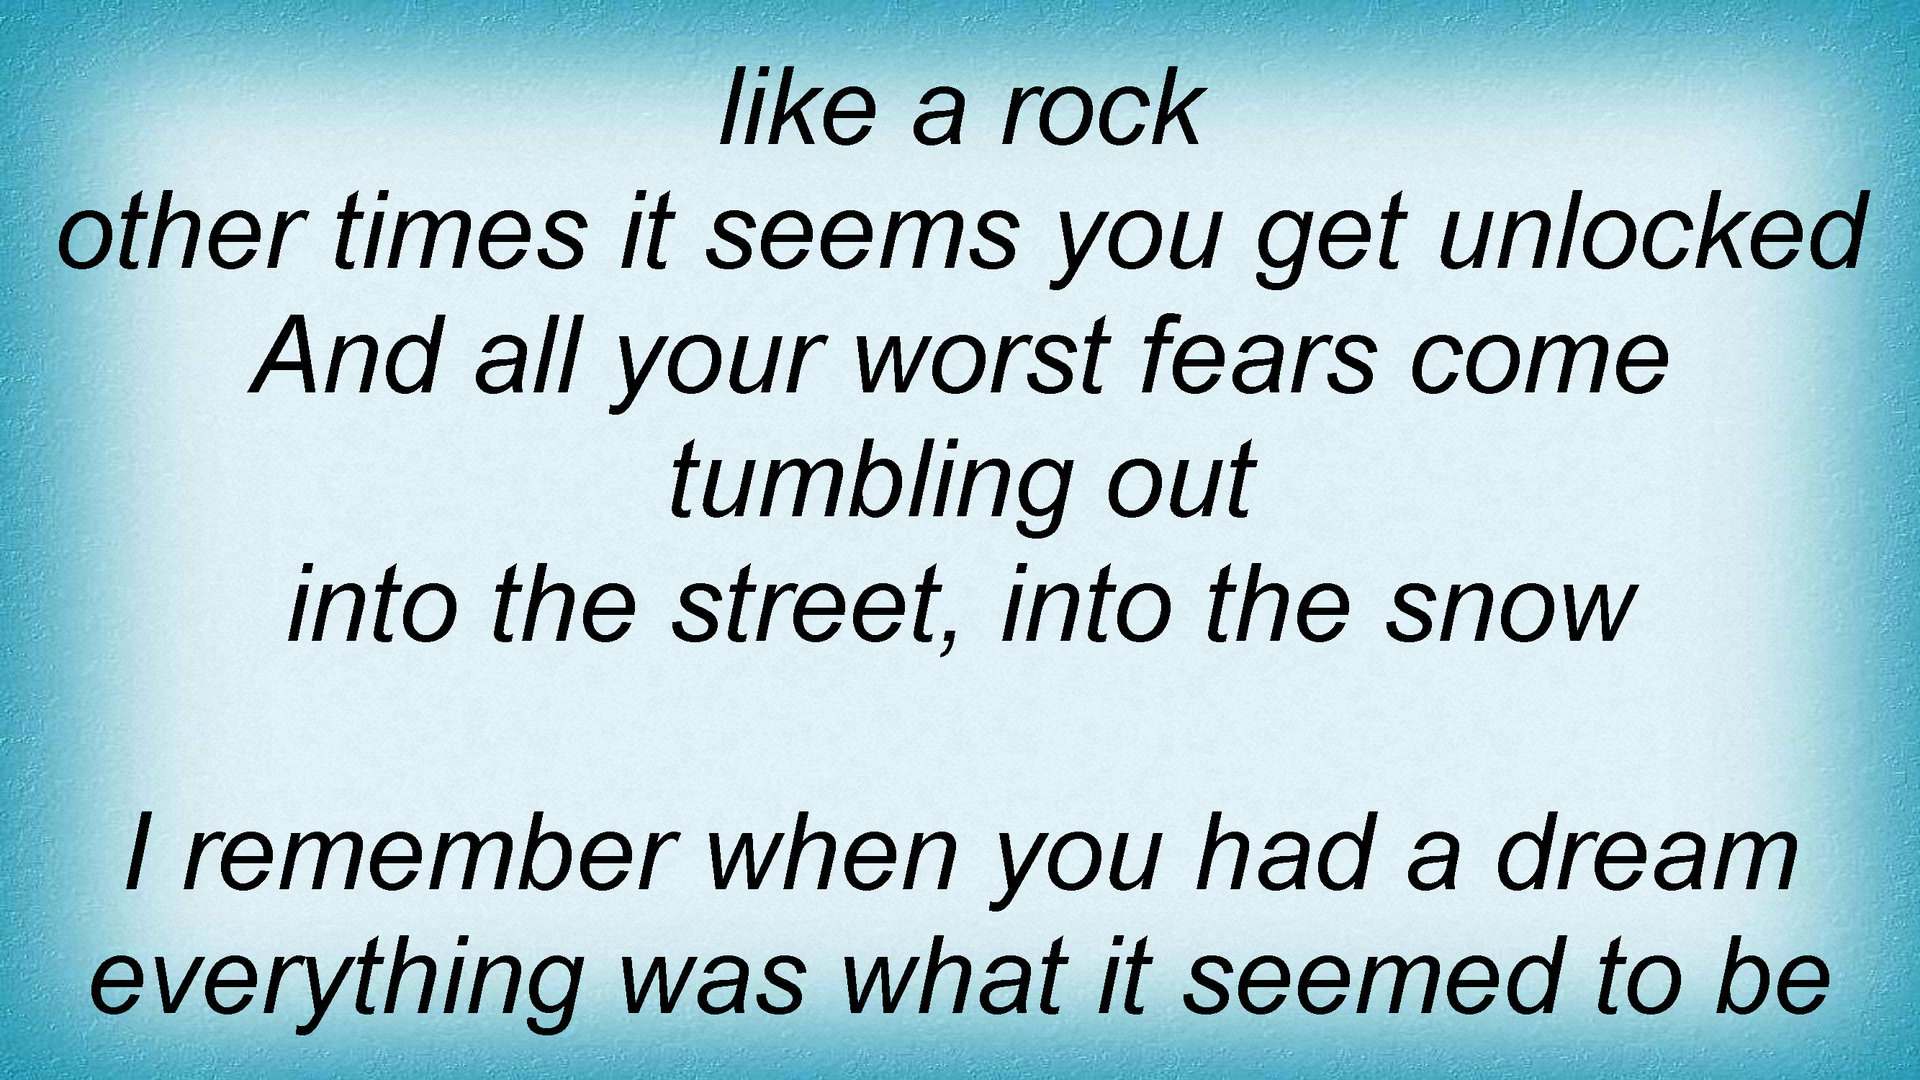 like a rock
other times it seems you get unlocked
And all your worst fears come
tumbling out
into the street, into the snow
I remember when you had a dream
everything was what it seemed to be